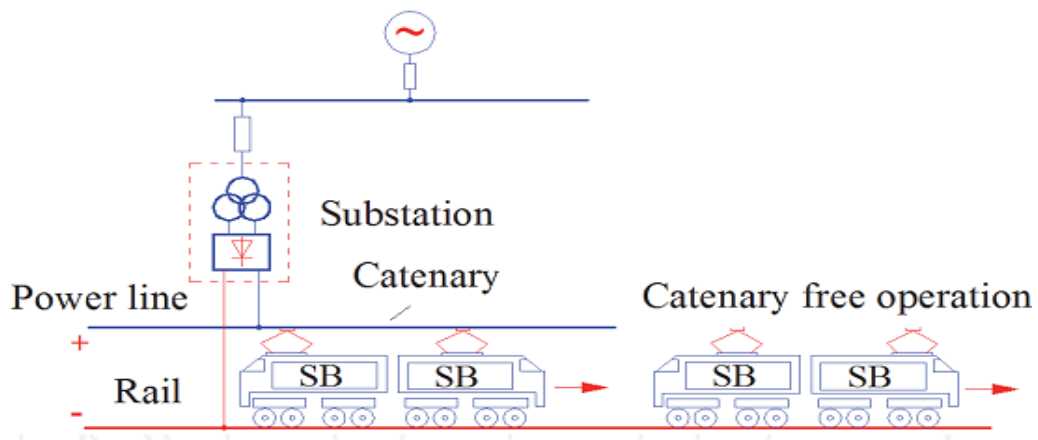 ~
Substation
Catenary
Power line
Catenary free operation
+
Rail
-
SB
SB
SB
SB